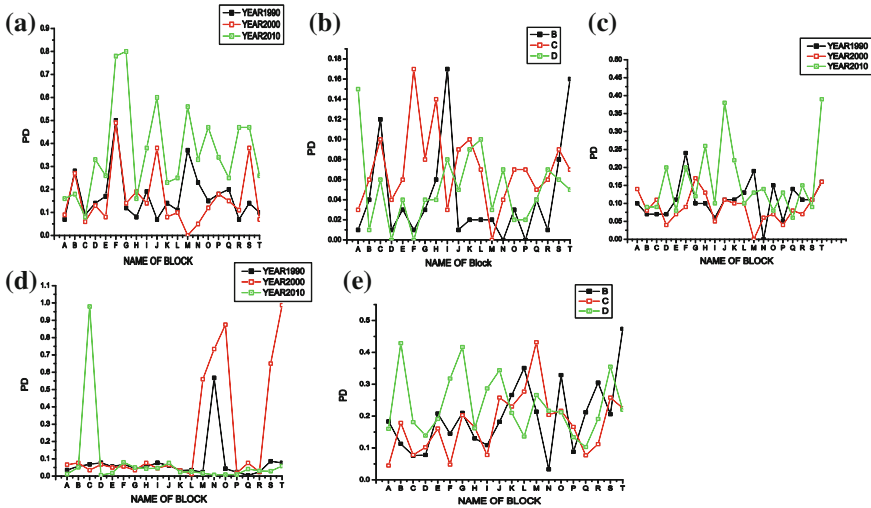 (a)
YEAR1990
YEAR2000
YEAR2010
0.9
0.8
0.7
0.6
0.5
0.4
0.3
0.2
0.1
0.0
PD
A B C D E F G H I J K L M N O P Q R S T
NAME OF BLOCK
(b)
B
C
D
0.18
0.16
0.14
0.12
0.10
0.08
0.06
0.04
0.02
0.00
PD
A B C D E F G H I J K L M N O P Q R S T
NAME OF Block
(c)
YEAR1990
YEAR2000
YEAR2010
0.50
0.45
0.40
0.35
0.30
0.25
0.20
0.15
0.10
0.05
0.00
PD
A B C D E F G H I J K L M N O P Q R S T
NAME OF BLOCK
(d)
YEAR1990
YEAR2000
YEAR2010
1.1
1.0
0.9
0.8
0.7
0.6
0.5
0.4
0.3
0.2
0.1
0.0
PD
A B C D E F G H I J K L M N O P Q R S T
NAME OF BLOCK
(e)
B
C
D
0.5
0.4
0.3
0.2
0.1
0.0
PD
A B C D E F G H I J K L M N O P Q R S T
NAME OF BLOCK